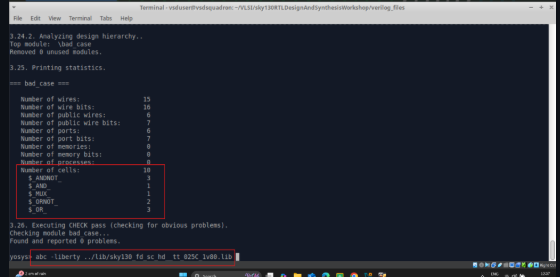 Terminal - vsduser@vsdsquadron: ~/VLSI/sky130RTLDesignAndSynthesisWorkshop/verilog_files
File Edit View Terminal Tabs Help
3.24.2. Analyzing design hierarchy..
Top module:  \bad_case
Removed 0 unused modules.
3.25. Printing statistics.
=== bad_case ===
Number of wires: 15
Number of wire bits: 16
Number of public wires: 6
Number of public wire bits: 7
Number of ports: 6
Number of port bits: 7
Number of memories: 0
Number of memory bits: 0
Number of processes: 0
Number of cells: 10
$_ANDNOT_ 3
$_AND_ 1
$_MUX_ 1
$_ORNOT_ 2
$_OR_ 3
3.26. Executing CHECK pass (checking for obvious problems).
Checking module bad_case...
Found and reported 0 problems.
yosys> abc -liberty ../lib/sky130_fd_sc_hd__tt_025C_1v80.lib
Search